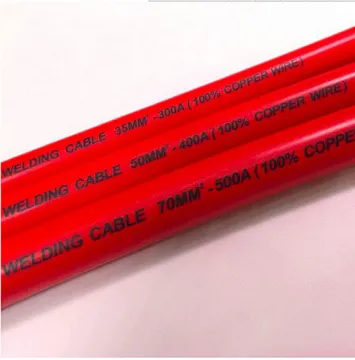 WELDING CABLE 35MM²-300A (100% COPPER WIRE)
WELDING CABLE 50MM²-400A (100% COPPER WIRE)
WELDING CABLE 70MM²-500A (100% COPPER